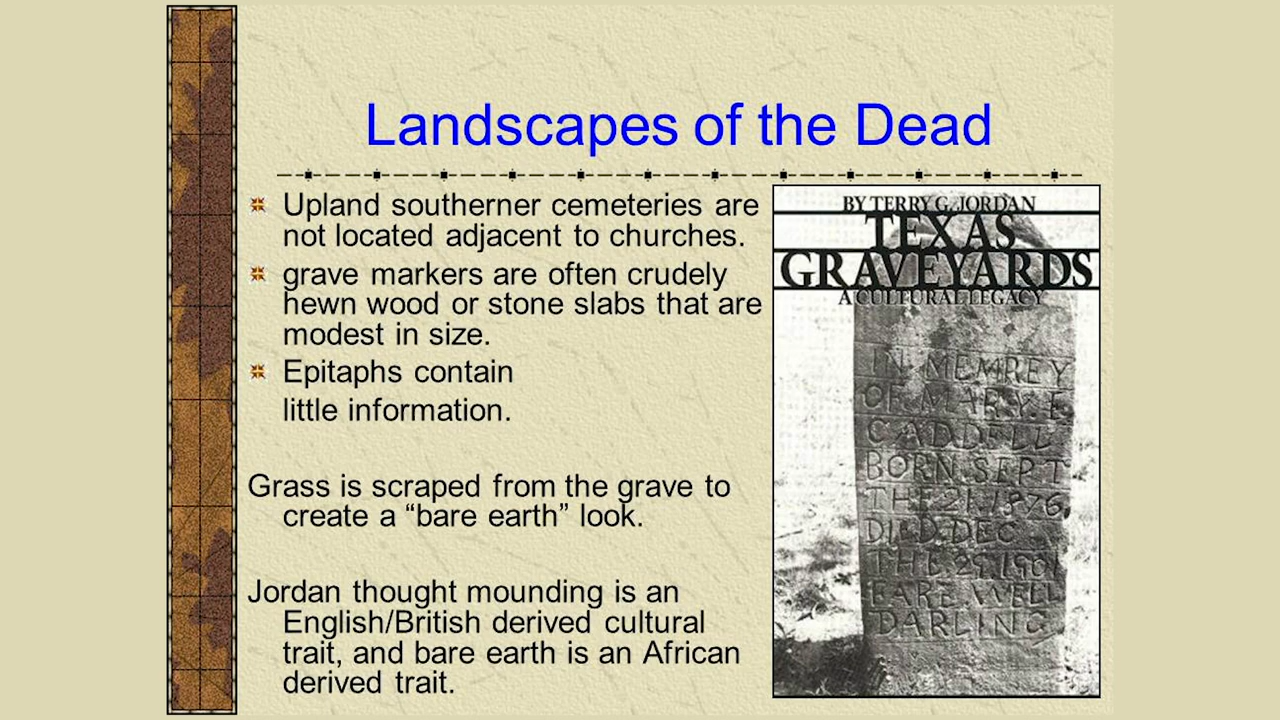 Landscapes of the Dead
Upland southerner cemeteries are
not located adjacent to churches.
grave markers are often crudely
hewn wood or stone slabs that are
modest in size.
Epitaphs contain
little information.
Grass is scraped from the grave to
create a “bare earth” look.
Jordan thought mounding is an
English/British derived cultural
trait, and bare earth is an African
derived trait.
BY TERRY G. JORDAN
TEXAS
GRAVEYARDS
A CULTURAL LEGACY
IN MEMREY
OF MARY E
CADDELL
BORN SEPT
THE 21, 1876,
DIED DEC
THE 29, 1901
FARE WELL
DARLING